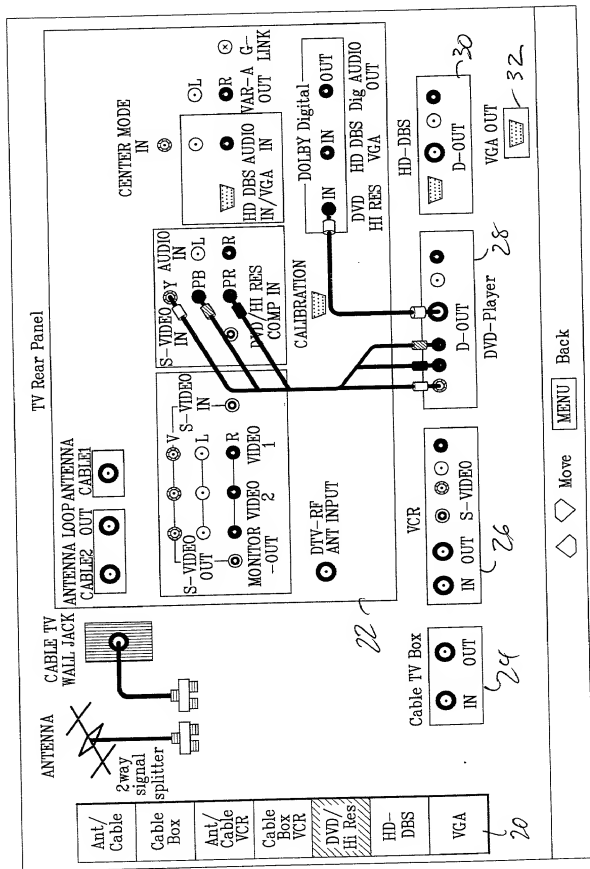 TV Rear Panel
ANTENNA
CABLE TV
WALL JACK
2way
signal
splitter
ANTENNA LOOP ANTENNA
CABLE2 OUT CABLE1
S-VIDEO
OUT
V
L
R
S-VIDEO
IN
MONITOR VIDEO VIDEO
-OUT 2 1
DTV-RF
ANT INPUT
S-VIDEO
IN
Y AUDIO
IN
PB
L
PR
R
DVD/HI RES
COMP IN
CALIBRATION
CENTER MODE
IN
HD DBS AUDIO
IN/VGA IN
L
R
VAR-A G-
OUT LINK
DOLBY Digital
IN
IN
OUT
DVD HD DBS Dig AUDIO
HI RES VGA OUT
22
Ant/
Cable
Cable
Box
Ant/
Cable
VCR
Cable
Box
VCR
DVD/
Hi Res
HD-
DBS
VGA
20
Cable TV Box
IN OUT
24
VCR
IN OUT S-VIDEO
26
D-OUT
DVD-Player
28
HD-DBS
D-OUT
30
VGA OUT
32
Move MENU Back